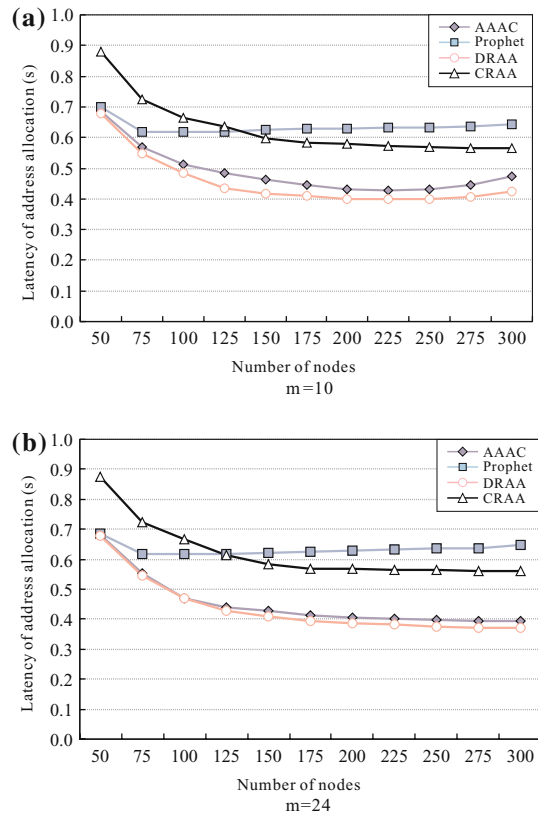 (a)
1.0
0.9
0.8
0.7
0.6
0.5
0.4
0.3
0.2
0.1
0.0
Latency of address allocation (s)
AAAC
Prophet
DRAA
CRAA
50 75 100 125 150 175 200 225 250 275 300
Number of nodes
m=10
(b)
1.0
0.9
0.8
0.7
0.6
0.5
0.4
0.3
0.2
0.1
0.0
Latency of address allocation (s)
AAAC
Prophet
DRAA
CRAA
50 75 100 125 150 175 200 225 250 275 300
Number of nodes
m=24